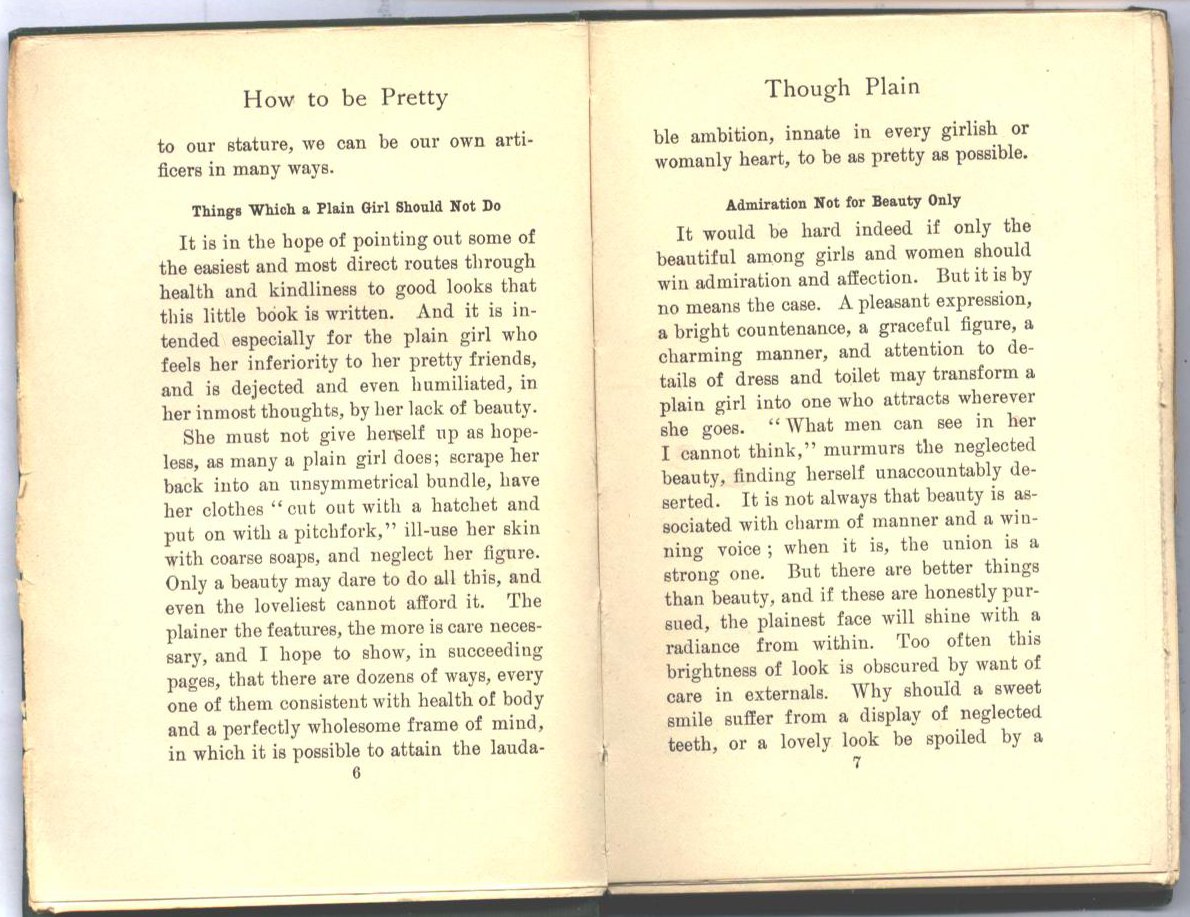 How to be Pretty
to our stature, we can be our own arti-
ficers in many ways.
Things Which a Plain Girl Should Not Do
It is in the hope of pointing out some of
the easiest and most direct routes through
health and kindliness to good looks that
this little book is written. And it is in-
tended especially for the plain girl who
feels her inferiority to her pretty friends,
and is dejected and even humiliated, in
her inmost thoughts, by her lack of beauty.
She must not give herself up as hope-
less, as many a plain girl does; scrape her
back into an unsymmetrical bundle, have
her clothes “cut out with a hatchet and
put on with a pitchfork,” ill-use her skin
with coarse soaps, and neglect her figure.
Only a beauty may dare to do all this, and
even the loveliest cannot afford it. The
plainer the features, the more is care neces-
sary, and I hope to show, in succeeding
pages, that there are dozens of ways, every
one of them consistent with health of body
and a perfectly wholesome frame of mind,
in which it is possible to attain the lauda-
6
Though Plain
ble ambition, innate in every girlish or
womanly heart, to be as pretty as possible.
Admiration Not for Beauty Only
It would be hard indeed if only the
beautiful among girls and women should
win admiration and affection. But it is by
no means the case. A pleasant expression,
a bright countenance, a graceful figure, a
charming manner, and attention to de-
tails of dress and toilet may transform a
plain girl into one who attracts wherever
she goes. “What men can see in her
I cannot think,” murmurs the neglected
beauty, finding herself unaccountably de-
serted. It is not always that beauty is as-
sociated with charm of manner and a win-
ning voice; when it is, the union is a
strong one. But there are better things
than beauty, and if these are honestly pur-
sued, the plainest face will shine with a
radiance from within. Too often this
brightness of look is obscured by want of
care in externals. Why should a sweet
smile suffer from a display of neglected
teeth, or a lovely look be spoiled by a
7